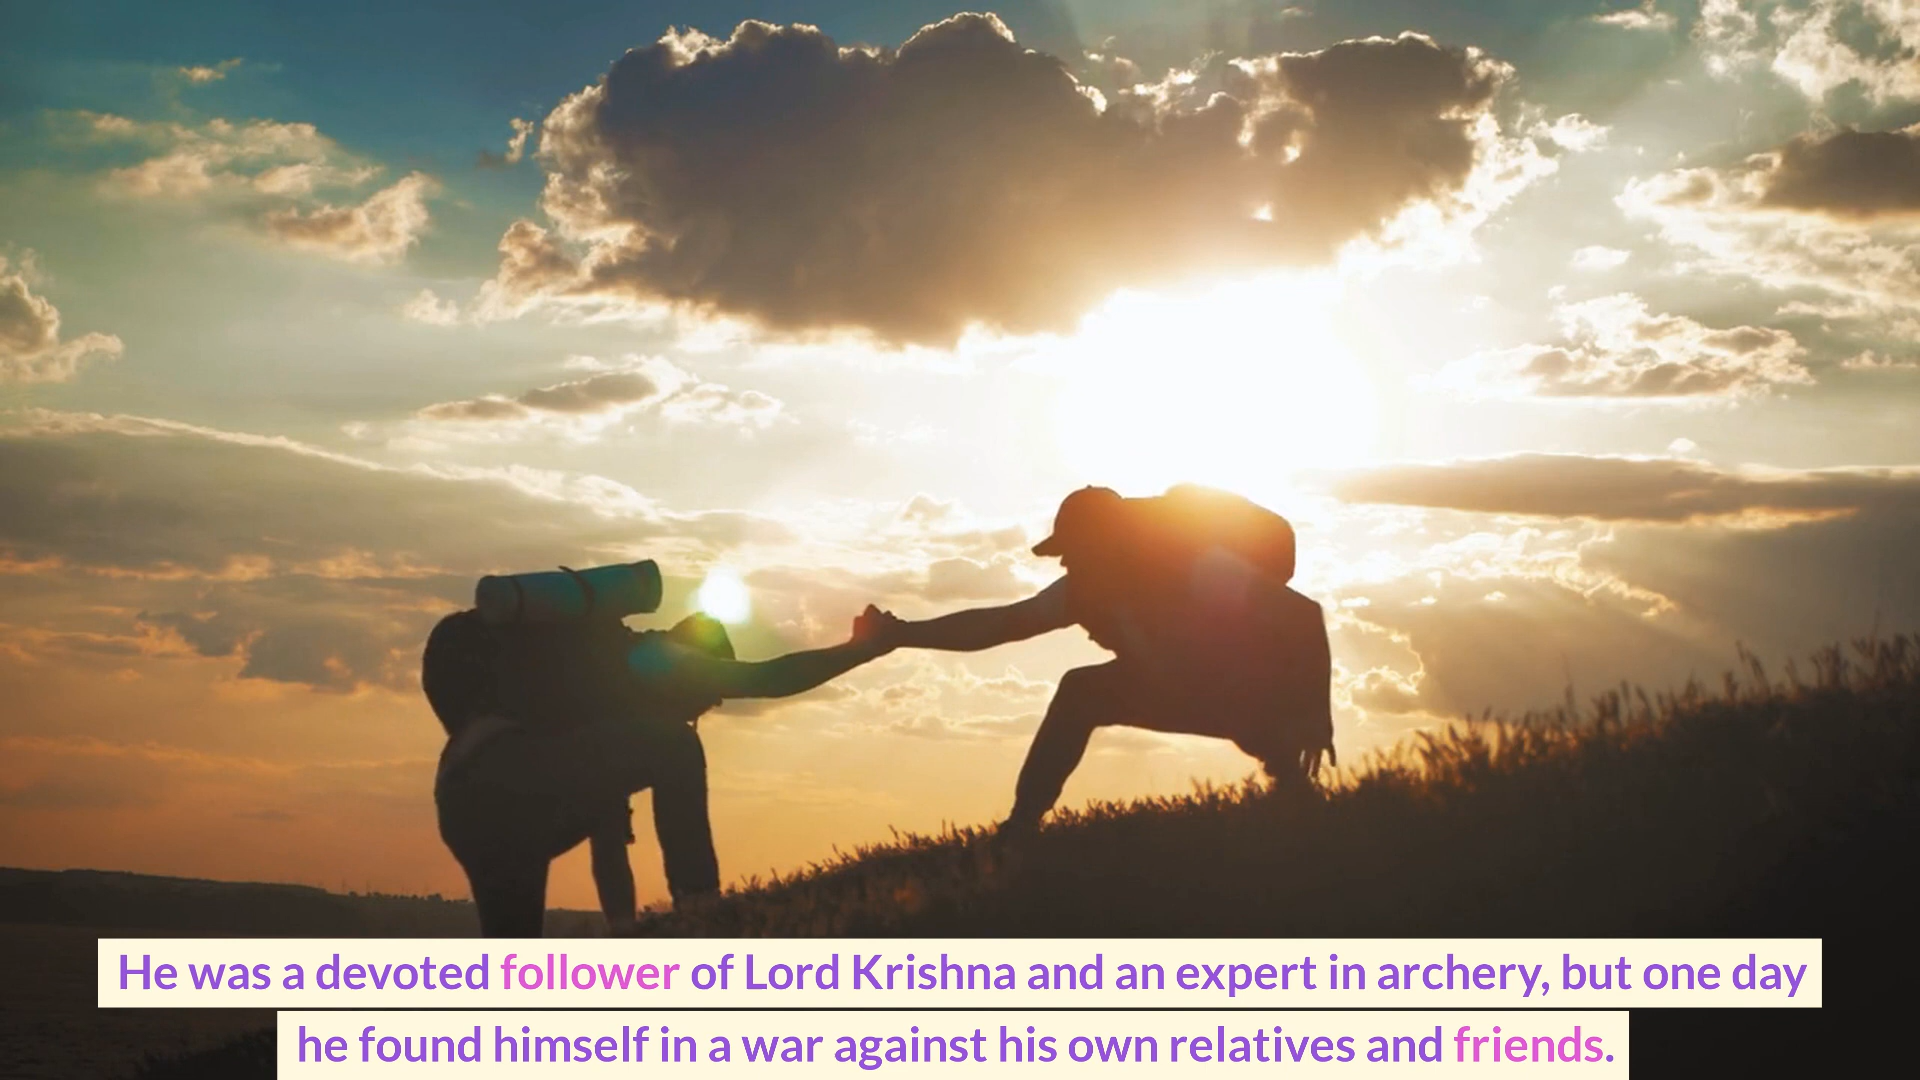 He was a devoted follower of Lord Krishna and an expert in archery, but one day
he found himself in a war against his own relatives and friends.